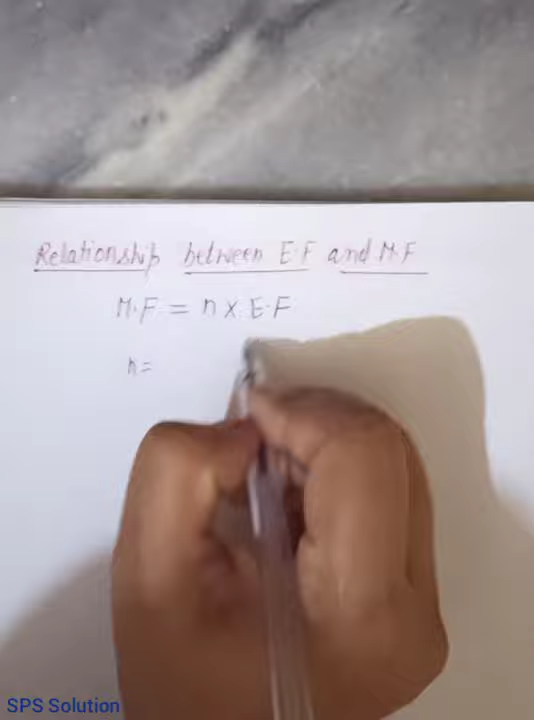 Relationship between E.F and M.F
M.F = n x E.F
n =
SPS Solution